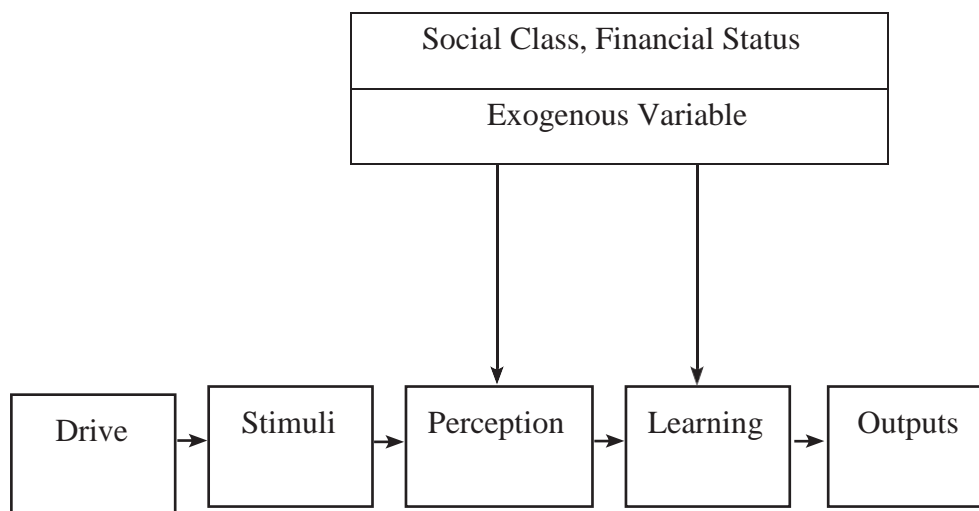 Social Class, Financial Status
Exogenous Variable
Drive
Stimuli
Perception
Learning
Outputs